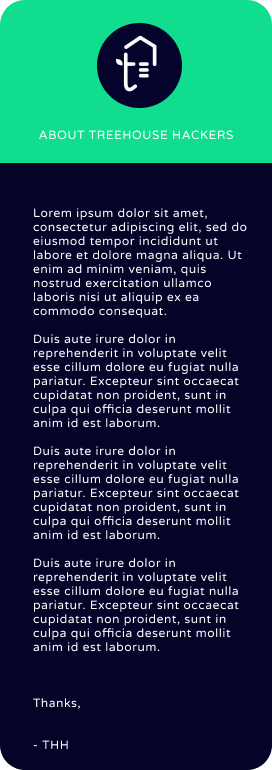 ABOUT TREEHOUSE HACKERS
Lorem ipsum dolor sit amet,
consectetur adipiscing elit, sed do
eiusmod tempor incididunt ut
labore et dolore magna aliqua. Ut
enim ad minim veniam, quis
nostrud exercitation ullamco
laboris nisi ut aliquip ex ea
commodo consequat.
Duis aute irure dolor in
reprehenderit in voluptate velit
esse cillum dolore eu fugiat nulla
pariatur. Excepteur sint occaecat
cupidatat non proident, sunt in
culpa qui officia deserunt mollit
anim id est laborum.
Duis aute irure dolor in
reprehenderit in voluptate velit
esse cillum dolore eu fugiat nulla
pariatur. Excepteur sint occaecat
cupidatat non proident, sunt in
culpa qui officia deserunt mollit
anim id est laborum.
Duis aute irure dolor in
reprehenderit in voluptate velit
esse cillum dolore eu fugiat nulla
pariatur. Excepteur sint occaecat
cupidatat non proident, sunt in
culpa qui officia deserunt mollit
anim id est laborum.
Thanks,
- THH